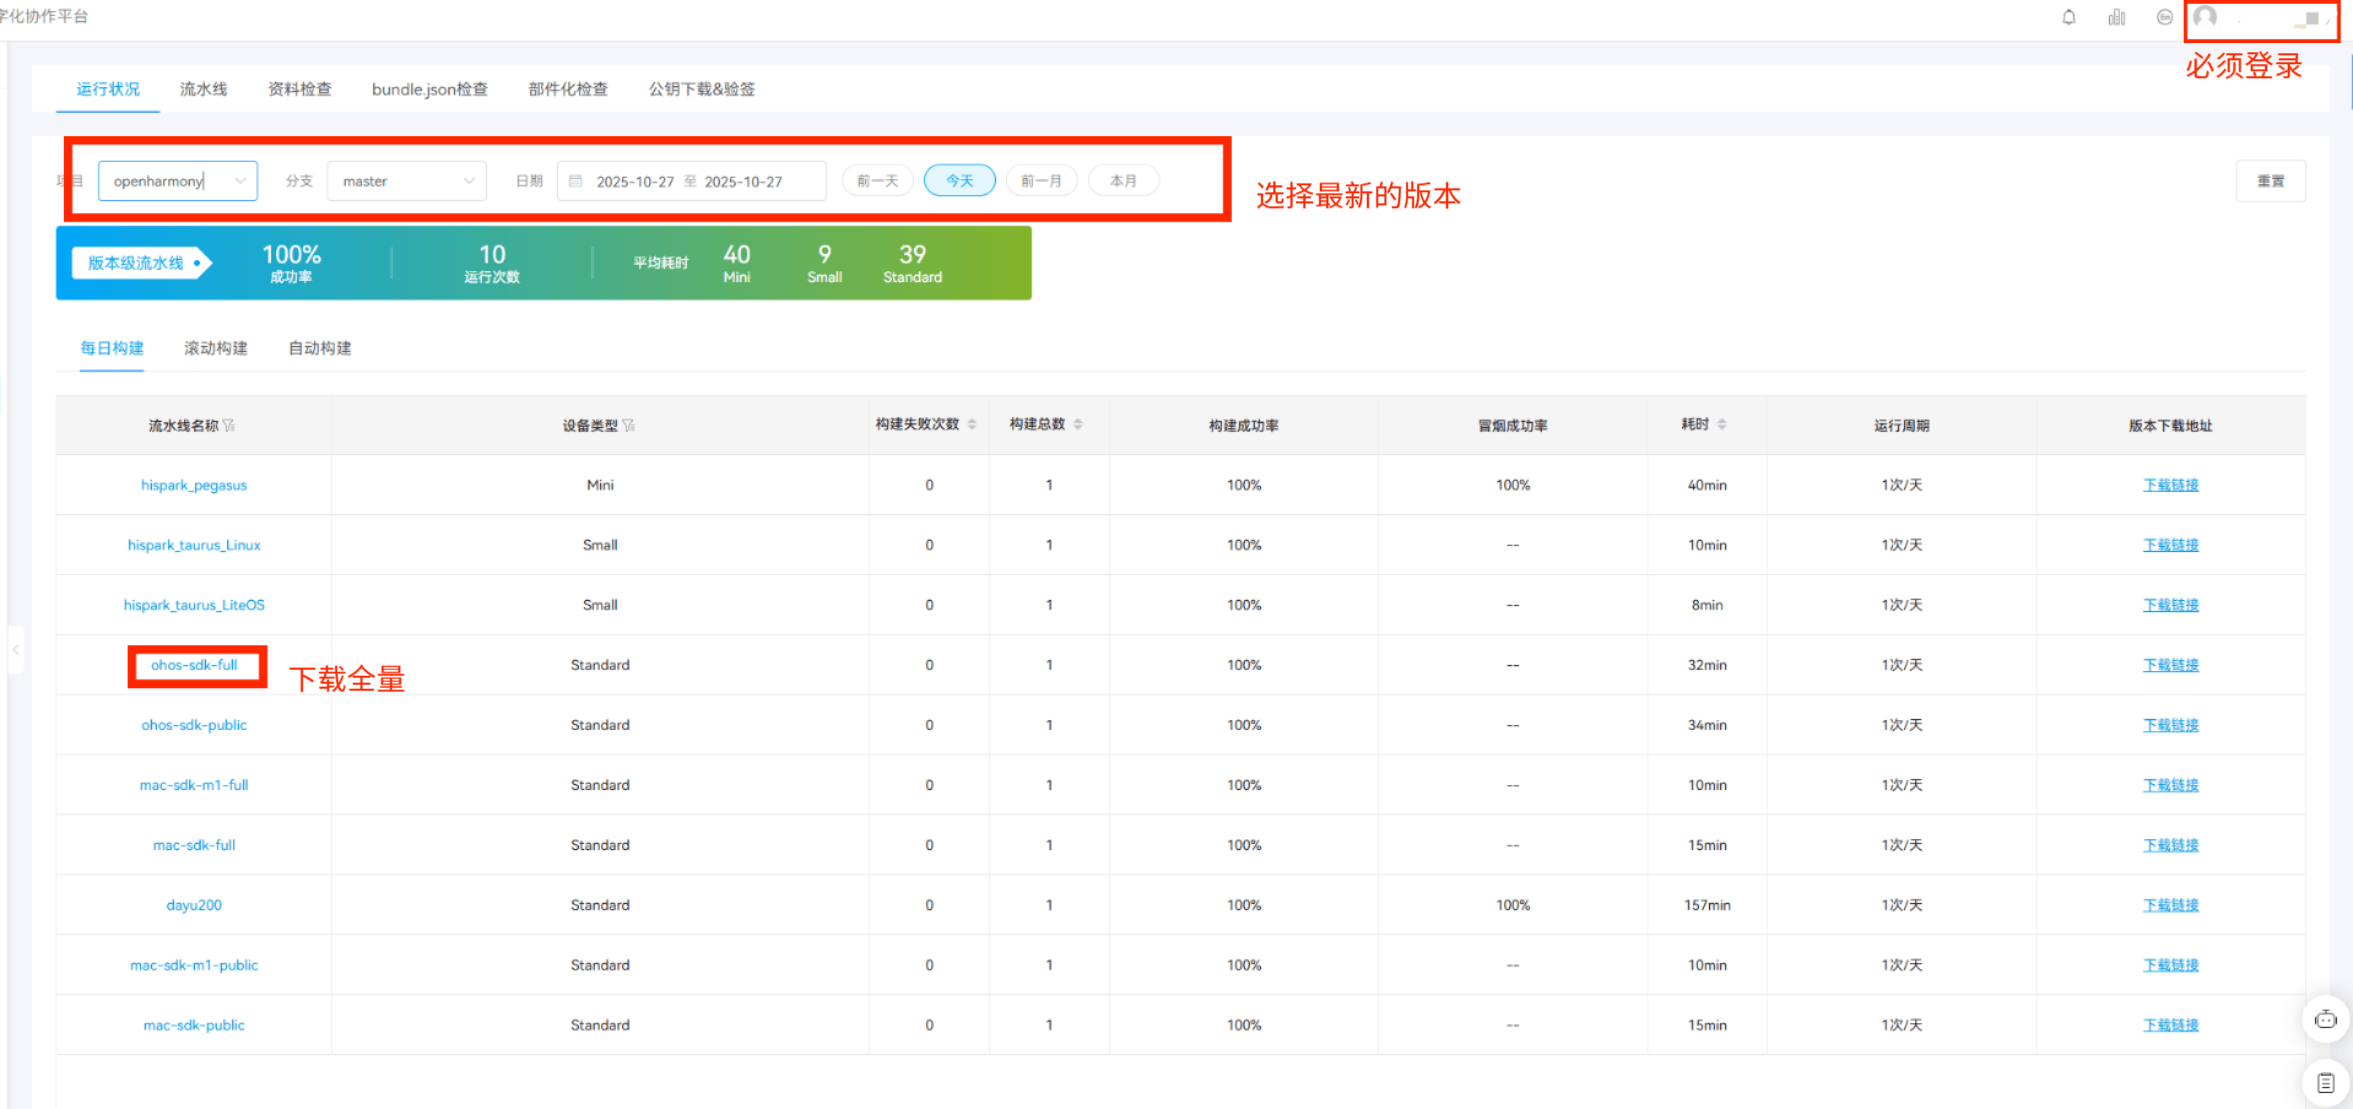 字化协作平台
必须登录
运行状况 流水线 资料检查 bundle.json检查 部件化检查 公钥下载&验签
项目 openharmony 分支 master 日期 2025-10-27 至 2025-10-27 前一天 今天 前一月 本月 重置
选择最新的版本
版本级流水线 100% 成功率 10 运行次数 平均耗时 40 Mini 9 Small 39 Standard
每日构建 滚动构建 自动构建
流水线名称 设备类型 构建失败次数 构建总数 构建成功率 冒烟成功率 耗时 运行周期 版本下载地址
hispark_pegasus Mini 0 1 100% 100% 40min 1次/天 下载链接
hispark_taurus_Linux Small 0 1 100% -- 10min 1次/天 下载链接
hispark_taurus_LiteOS Small 0 1 100% -- 8min 1次/天 下载链接
ohos-sdk-full 下载全量 Standard 0 1 100% -- 32min 1次/天 下载链接
ohos-sdk-public Standard 0 1 100% -- 34min 1次/天 下载链接
mac-sdk-m1-full Standard 0 1 100% -- 10min 1次/天 下载链接
mac-sdk-full Standard 0 1 100% -- 15min 1次/天 下载链接
dayu200 Standard 0 1 100% 100% 157min 1次/天 下载链接
mac-sdk-m1-public Standard 0 1 100% -- 10min 1次/天 下载链接
mac-sdk-public Standard 0 1 100% -- 15min 1次/天 下载链接